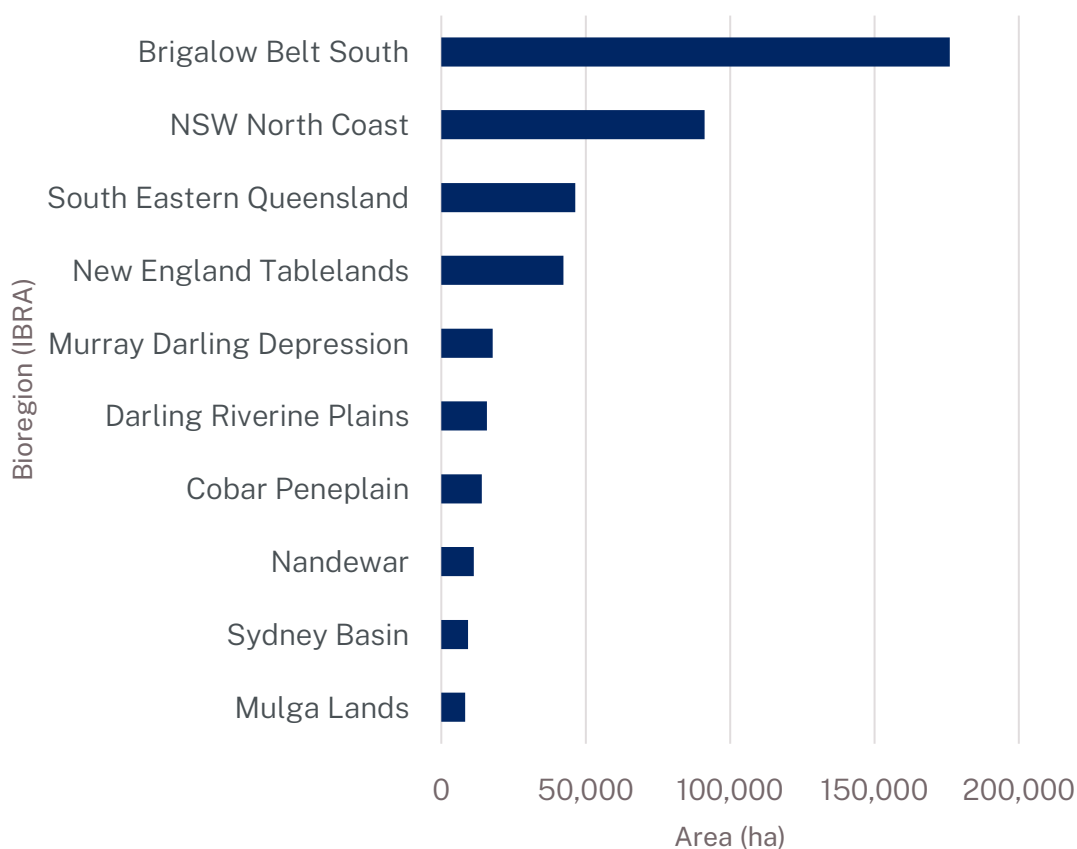 Bioregion (IBRA)
Brigalow Belt South
NSW North Coast
South Eastern Queensland
New England Tablelands
Murray Darling Depression
Darling Riverine Plains
Cobar Peneplain
Nandewar
Sydney Basin
Mulga Lands
0 50,000 100,000 150,000 200,000
Area (ha)